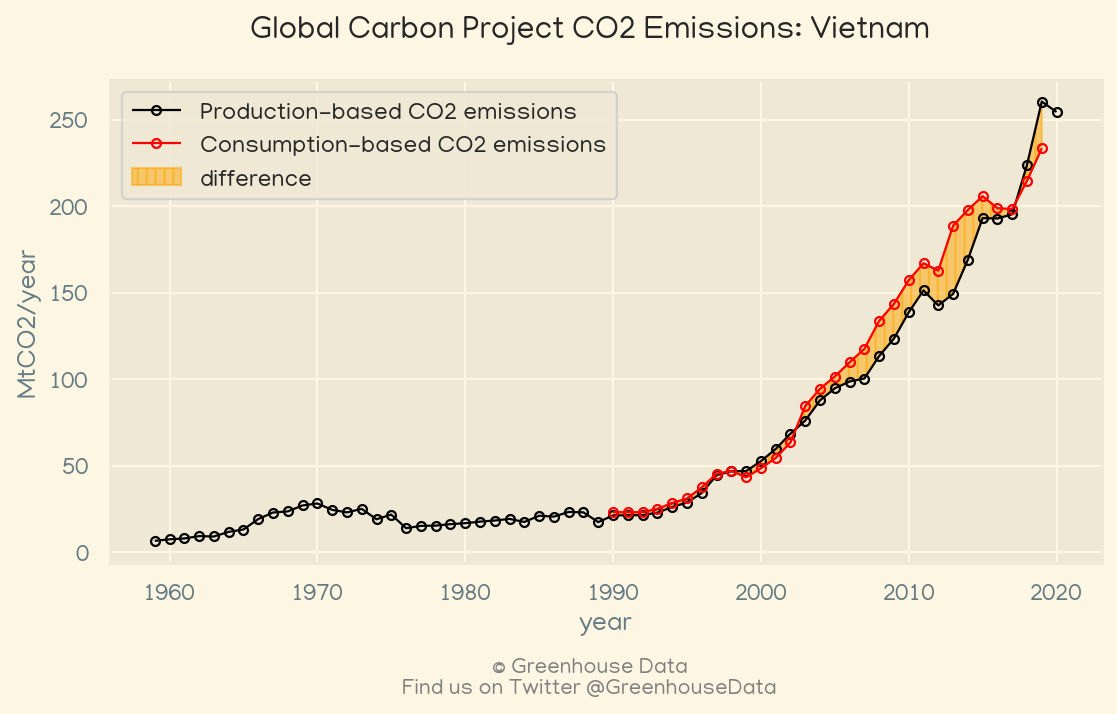 Global Carbon Project CO2 Emissions: Vietnam
Production-based CO2 emissions
Consumption-based CO2 emissions
difference
250
200
150
100
50
0
MtCO2/year
1960 1970 1980 1990 2000 2010 2020
year
© Greenhouse Data
Find us on Twitter @GreenhouseData